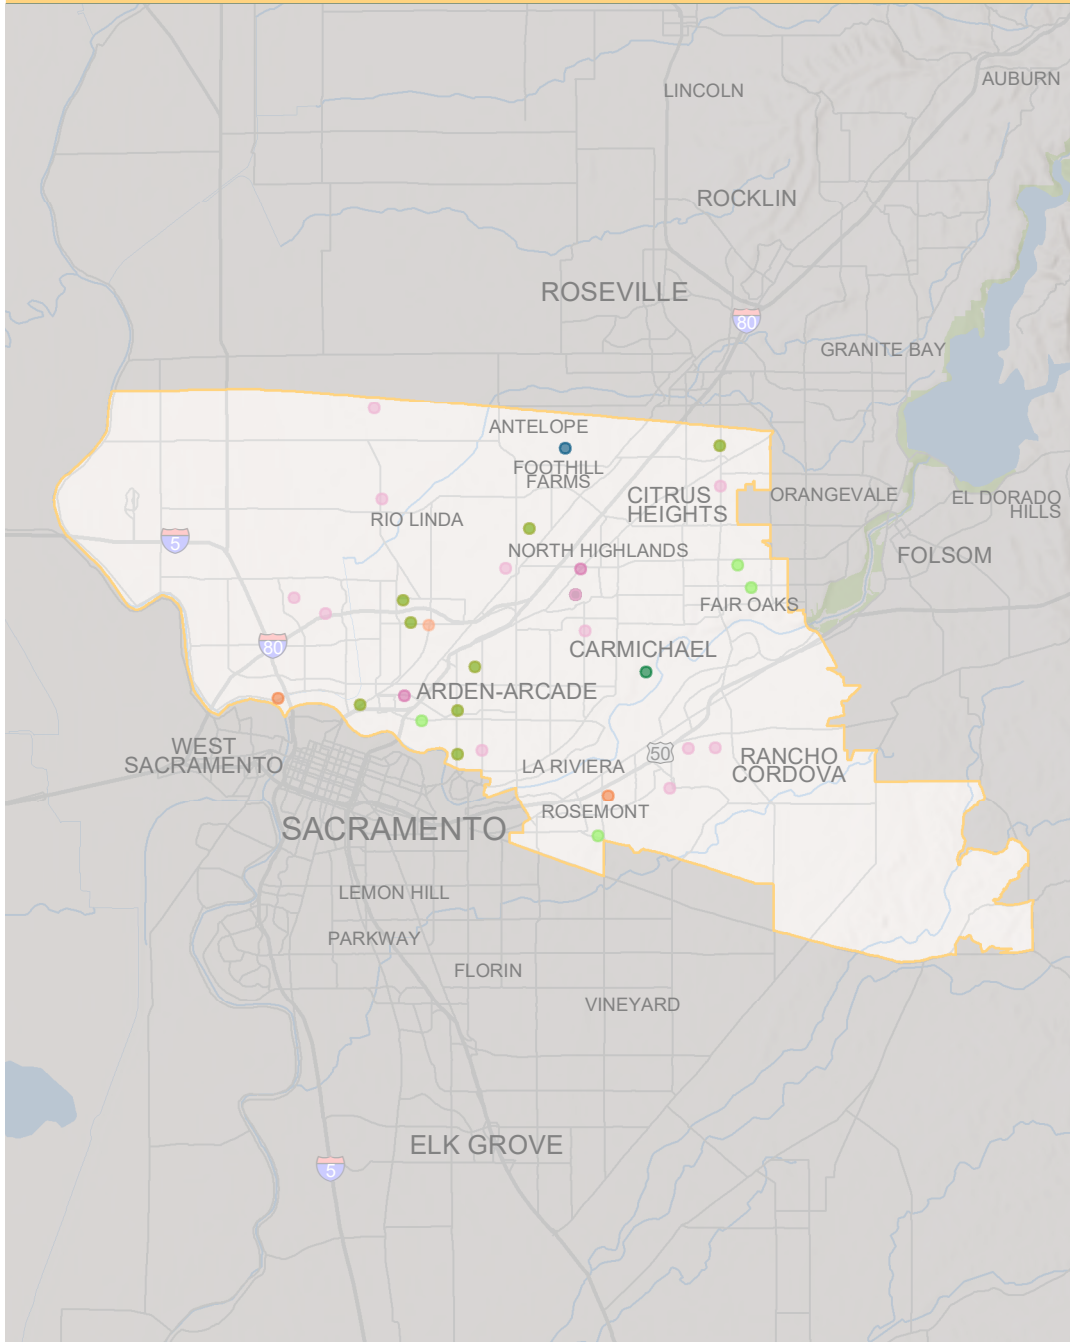 AUBURN
LINCOLN
ROCKLIN
ROSEVILLE
80
GRANITE BAY
ANTELOPE
FOOTHILL
FARMS
CITRUS
HEIGHTS
ORANGEVALE
EL DORADO
HILLS
RIO LINDA
5
NORTH HIGHLANDS
FOLSOM
FAIR OAKS
80
CARMICHAEL
ARDEN-ARCADE
WEST
SACRAMENTO
50
LA RIVIERA
RANCHO
CORDOVA
ROSEMONT
SACRAMENTO
LEMON HILL
PARKWAY
FLORIN
VINEYARD
ELK GROVE
5